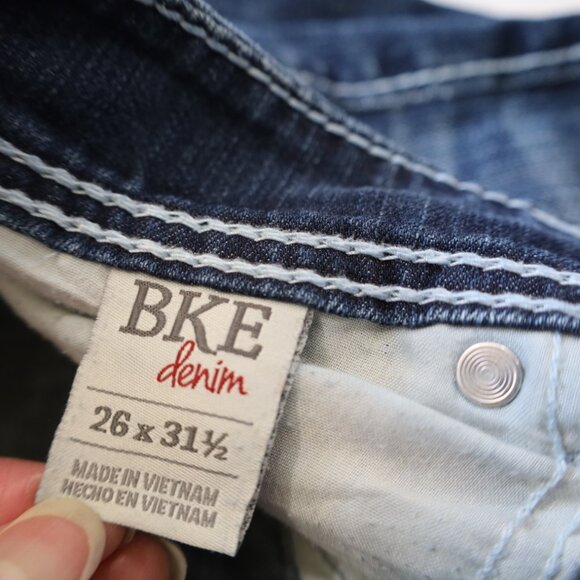 BKE
denim
26 x 31½
MADE IN VIETNAM
HECHO EN VIETNAM